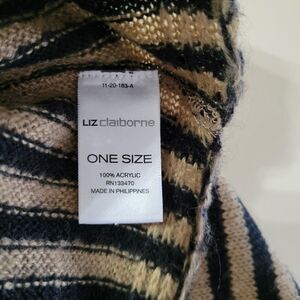 11-20-183-A
LIZ claiborne
ONE SIZE
100% ACRYLIC
RN133470
MADE IN PHILIPPINES